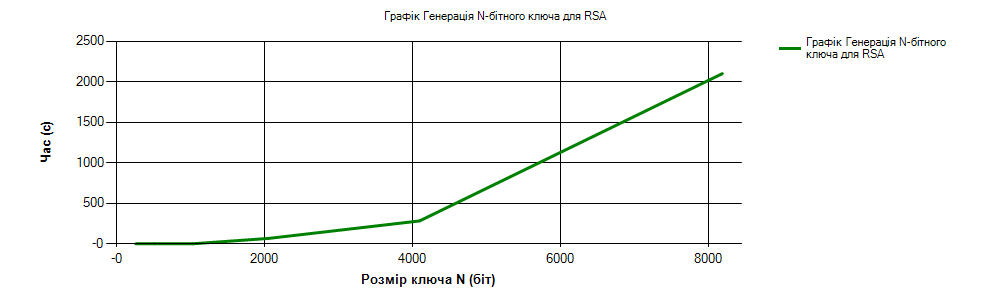 Графік Генерація N-бітного ключа для RSA
2500
2000
1500
1000
500
-0
Час (с)
-0
2000
4000
6000
8000
Розмір ключа N (біт)
Графік Генерація N-бітного
ключа для RSA